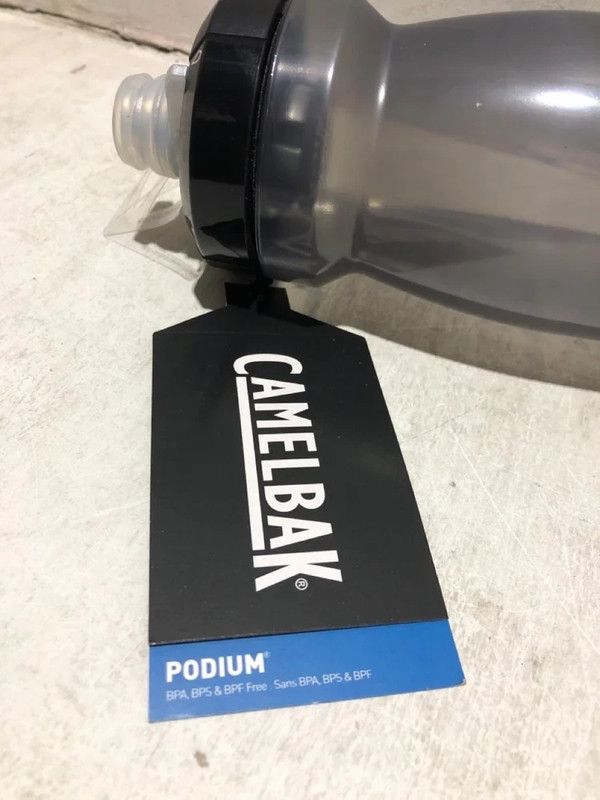 CAMELBAK®
PODIUM®
BPA, BPS & BPF Free Sans BPA, BPS & BPF